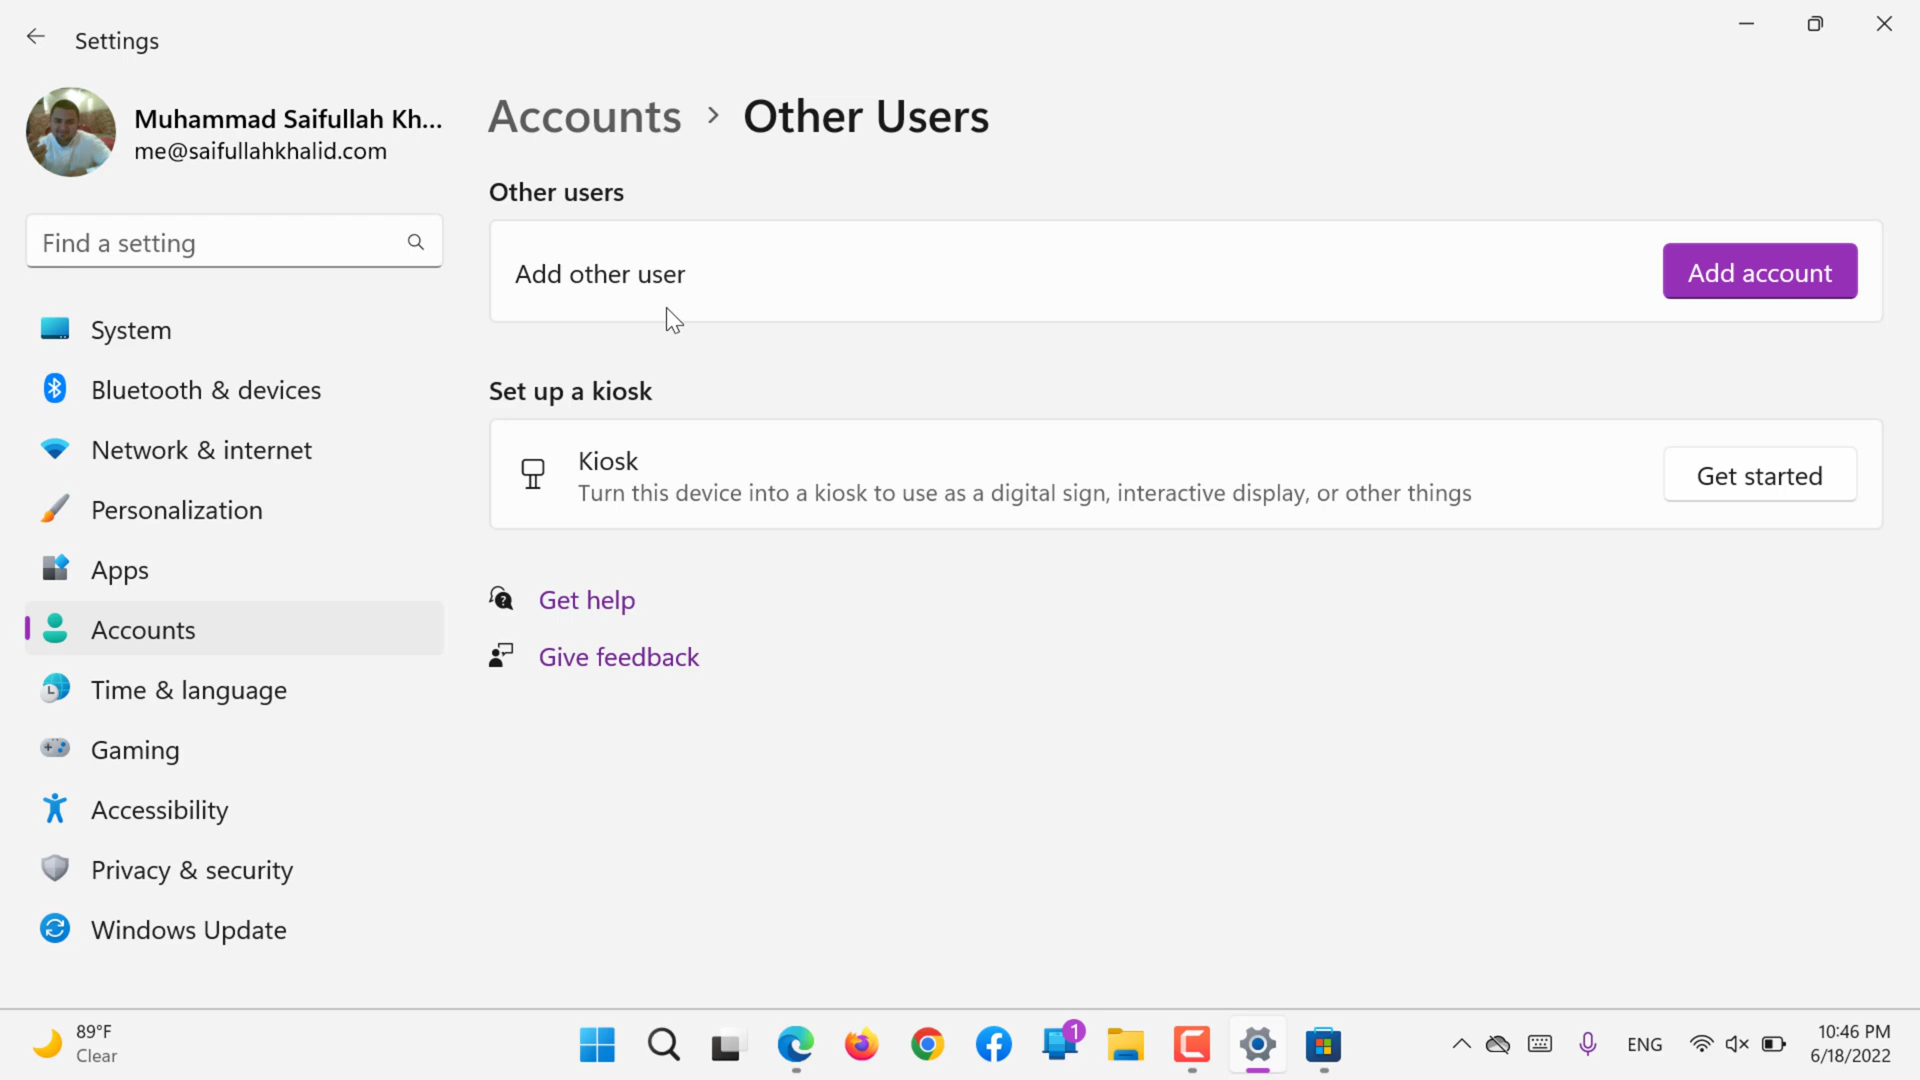 Settings
Muhammad Saifullah Kh...
me@saifullahkhalid.com
Find a setting
System
Bluetooth & devices
Network & internet
Personalization
Apps
Accounts
Time & language
Gaming
Accessibility
Privacy & security
Windows Update
Accounts > Other Users
Other users
Add other user
Add account
Set up a kiosk
Kiosk
Turn this device into a kiosk to use as a digital sign, interactive display, or other things
Get started
Get help
Give feedback
89°F
Clear
1
ENG
10:46 PM
6/18/2022